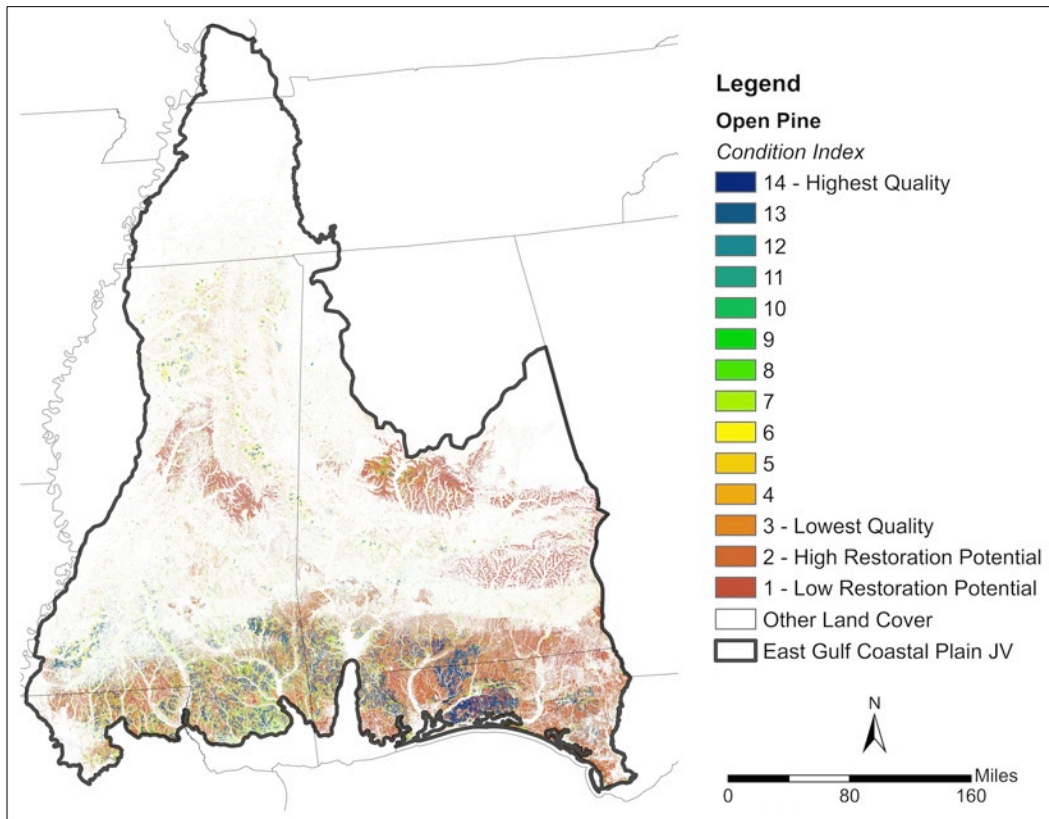 Legend
Open Pine
Condition Index
14 - Highest Quality
13
12
11
10
9
8
7
6
5
4
3 - Lowest Quality
2 - High Restoration Potential
1 - Low Restoration Potential
Other Land Cover
East Gulf Coastal Plain JV
N
Miles
0 80 160